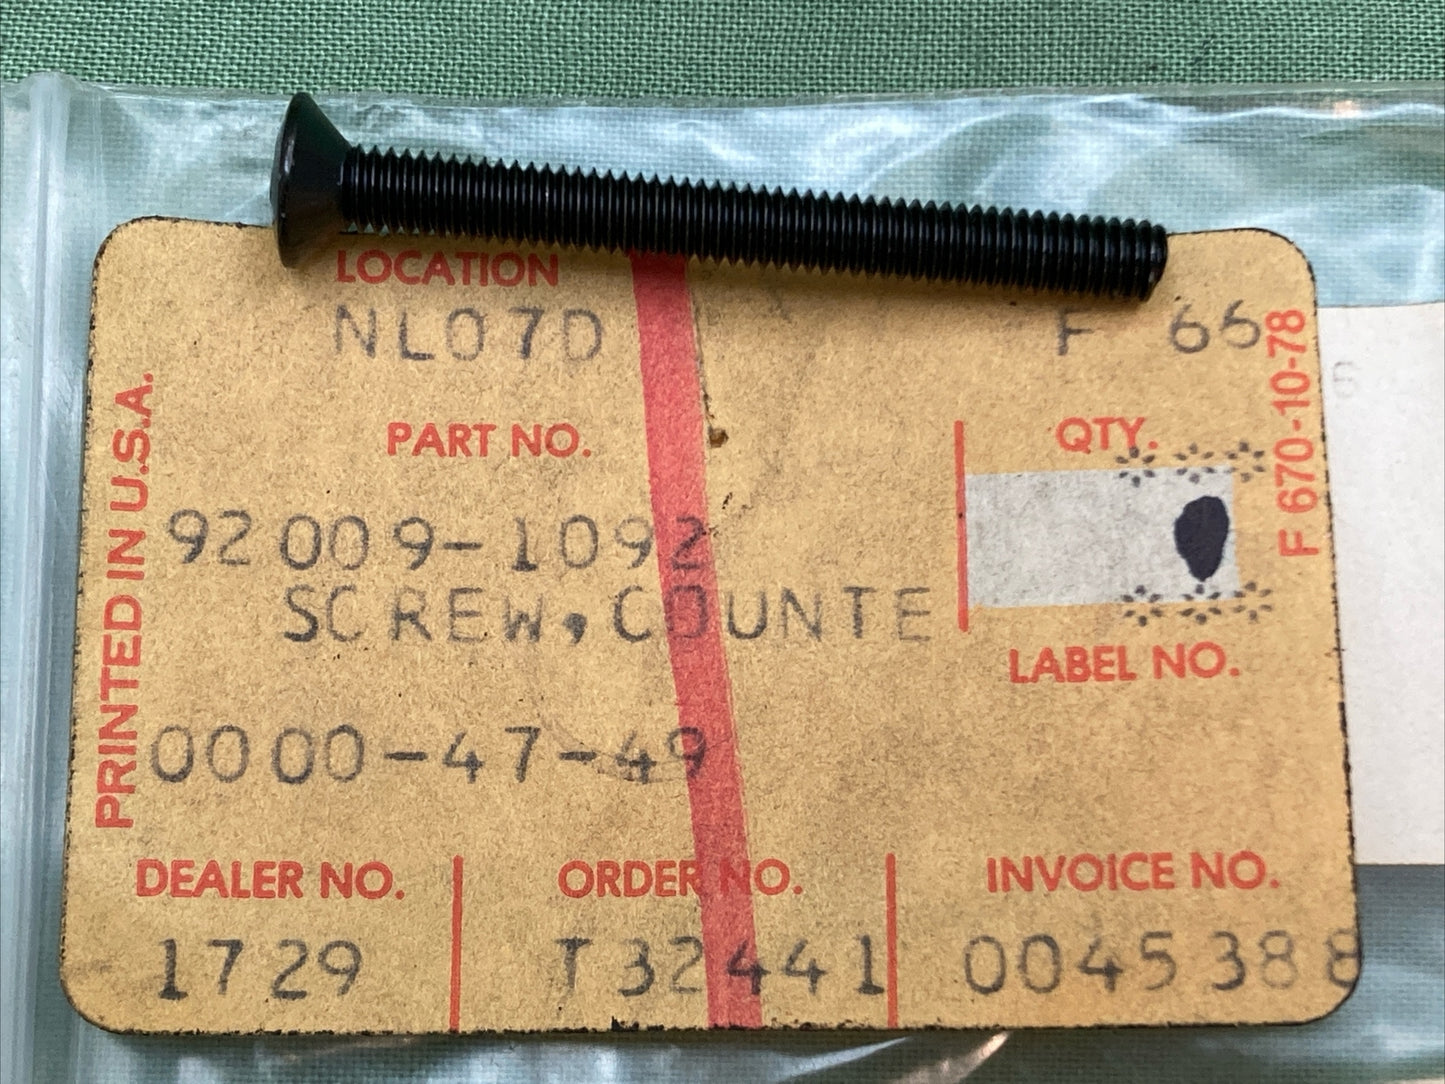 LOCATION
NL07D F 66
PART NO. QTY.
92009-1092
SCREW, COUNTE
LABEL NO.
0000-47-49
DEALER NO. ORDER NO. INVOICE NO.
1729 T32441 0045388
PRINTED IN U.S.A.
F 670-10-78